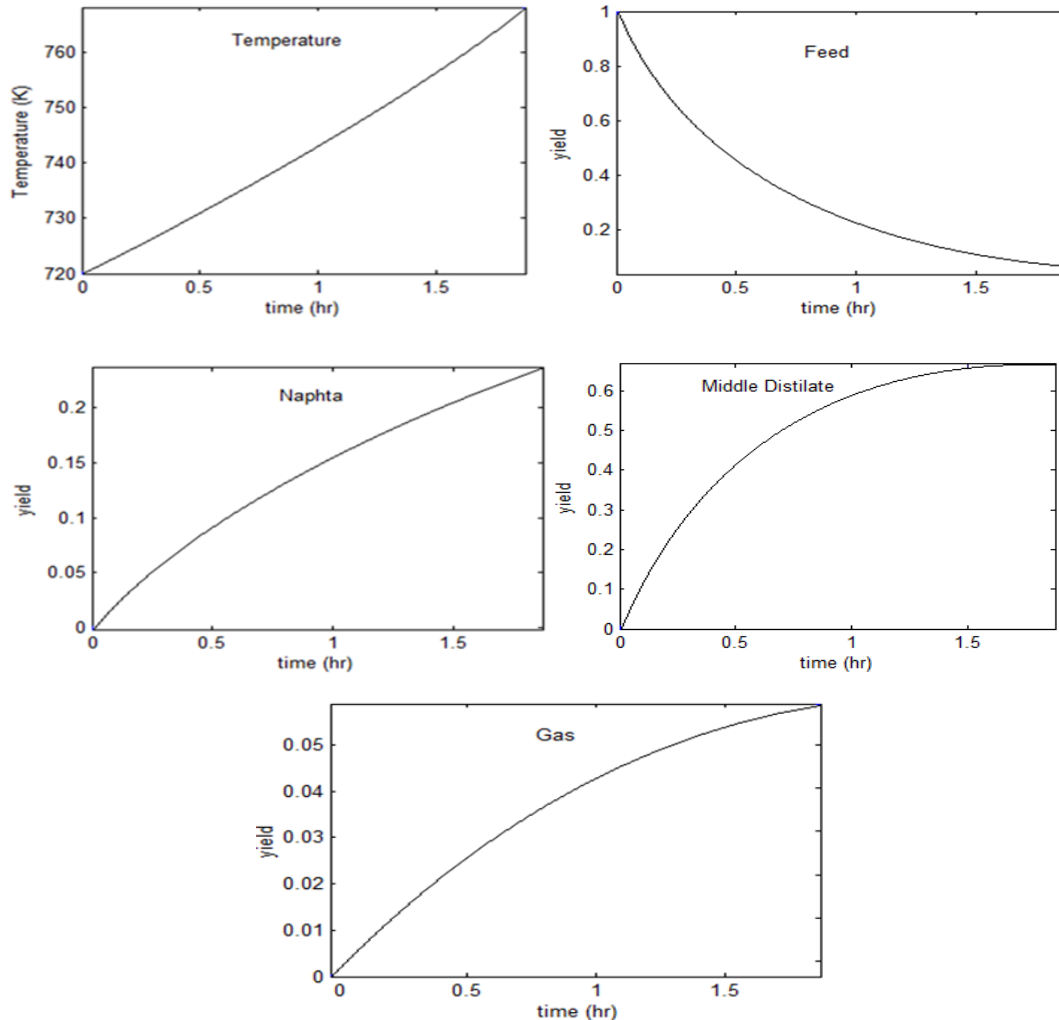 Temperature
Temperature (K)
760
750
740
730
720
0 0.5 1 1.5
time (hr)
Feed
yield
1
0.8
0.6
0.4
0.2
0 0.5 1 1.5
time (hr)
Naphta
yield
0.2
0.15
0.1
0.05
0
0 0.5 1 1.5
time (hr)
Middle Distilate
yield
0.6
0.5
0.4
0.3
0.2
0.1
0
0 0.5 1 1.5
time (hr)
Gas
yield
0.05
0.04
0.03
0.02
0.01
0
0 0.5 1 1.5
time (hr)